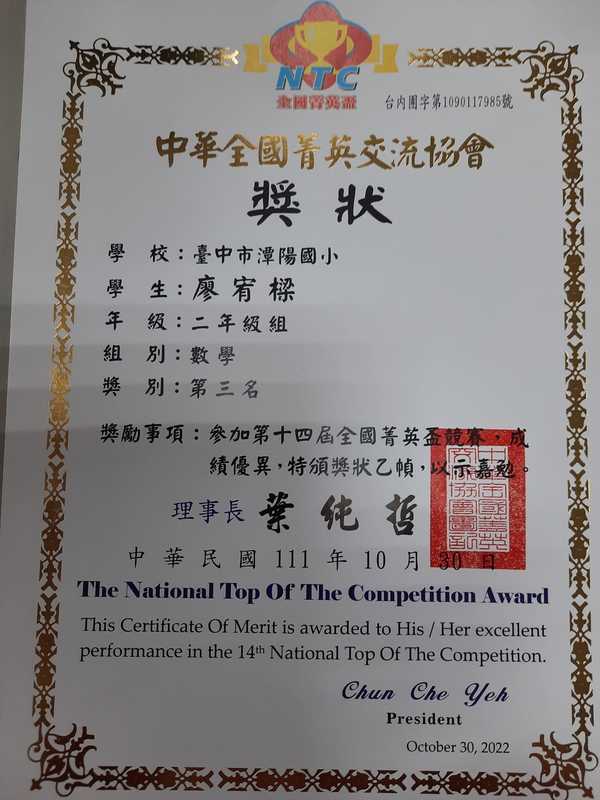 NTC
全國菁英盃
台內團字第1090117985號
中華全國菁英交流協會
獎狀
學校：臺中市潭陽國小
學生：廖宥樑
年級：二年級組
組別：數學
獎別：第三名
獎勵事項：參加第十四屆全國菁英盃競賽，成
績優異，特頒獎狀乙幀，以示嘉勉。
理事長 葉純哲
中華民國111年10月30日
The National Top Of The Competition Award
This Certificate Of Merit is awarded to His / Her excellent
performance in the 14th National Top Of The Competition.
Chun Che Yeh
President
October 30, 2022